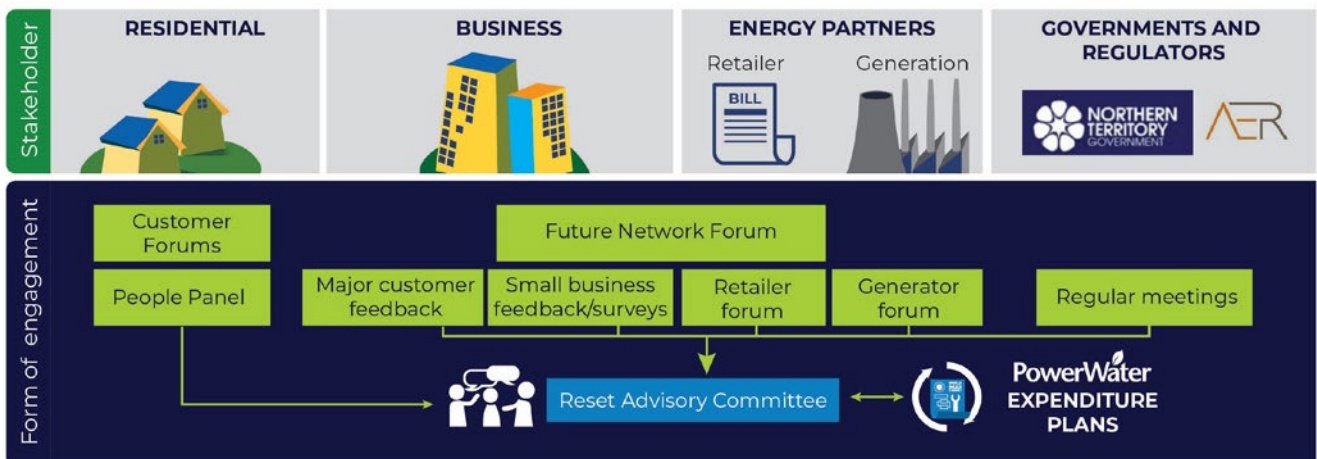 Stakeholder
RESIDENTIAL
BUSINESS
ENERGY PARTNERS
Retailer
BILL
Generation
GOVERNMENTS AND
REGULATORS
NORTHERN
TERRITORY
GOVERNMENT
AER
Form of engagement
Customer
Forums
People Panel
Future Network Forum
Major customer
feedback
Small business
feedback/surveys
Retailer
forum
Generator
forum
Regular meetings
Reset Advisory Committee
PowerWater
EXPENDITURE
PLANS